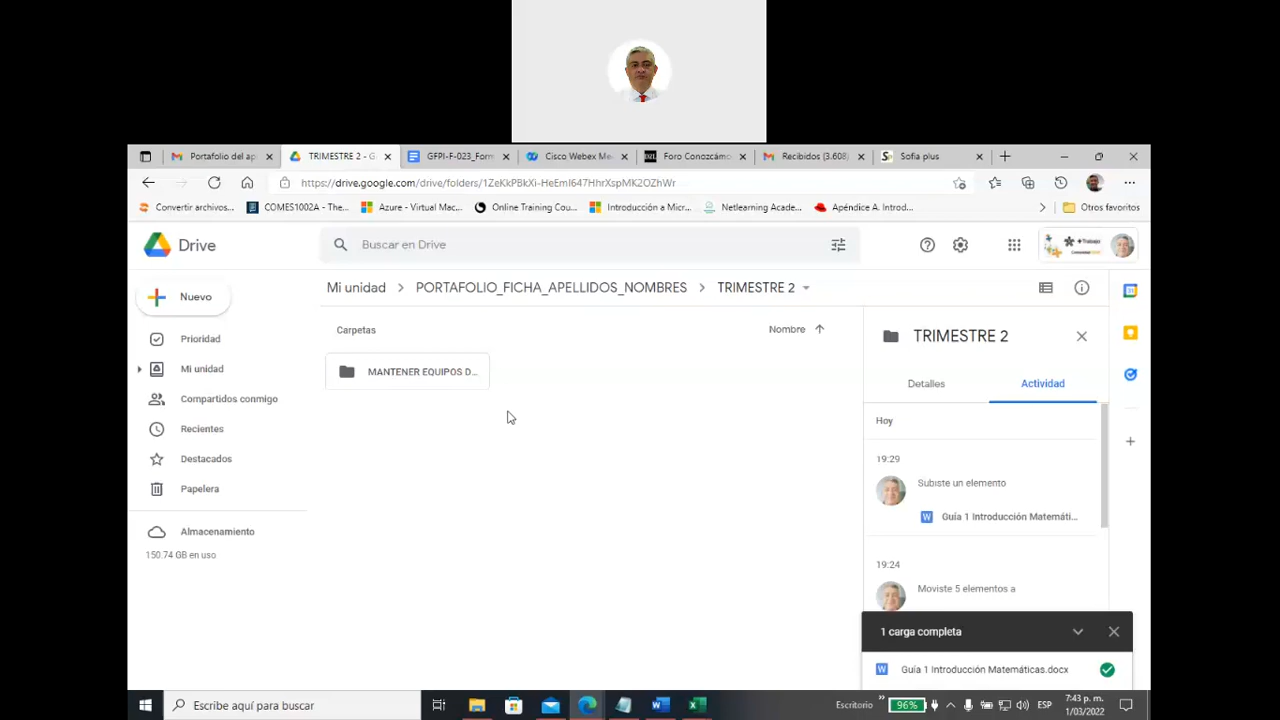 Portafolio del ap
TRIMESTRE 2 - G
GFPI-F-023_Form
Cisco Webex Me
Foro Conozcámo
Recibidos (3.608)
Sofia plus
https://drive.google.com/drive/folders/1ZeKkPBkXi-HeEmI647HhrXspMK2OZhWr
Convertir archivos...
COMES1002A - The...
Azure - Virtual Mac...
Online Training Cou...
Introducción a Micr...
Netlearning Acade...
Apéndice A. Introd...
Otros favoritos
Drive
Buscar en Drive
+Trabajo
Nuevo
Mi unidad
PORTAFOLIO_FICHA_APELLIDOS_NOMBRES
TRIMESTRE 2
Prioridad
Mi unidad
Compartidos conmigo
Recientes
Destacados
Papelera
Almacenamiento
150.74 GB en uso
Carpetas
Nombre
MANTENER EQUIPOS D...
TRIMESTRE 2
Detalles
Actividad
Hoy
19:29
Subiste un elemento
Guía 1 Introducción Matemáti...
19:24
Moviste 5 elementos a
1 carga completa
Guía 1 Introducción Matemáticas.docx
Escribe aquí para buscar
Escritorio
96%
ESP
7:43 p. m.
1/03/2022